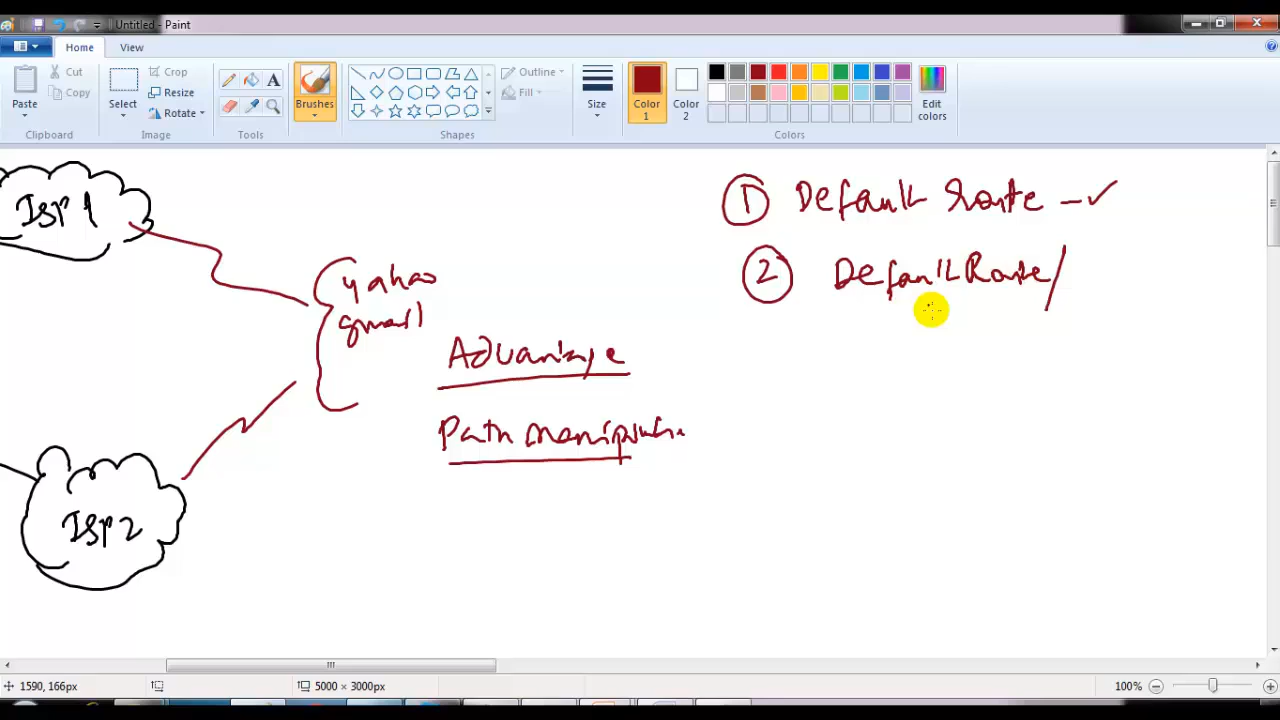 Untitled - Paint
Home
View
Paste
Cut
Copy
Clipboard
Select
Crop
Resize
Rotate
Image
Tools
Brushes
Shapes
Outline
Fill
Size
Color 1
Color 2
Edit colors
Colors
Isp 1
① Default Route - ✓
② Default Route/
yahoo
gmail
Advantage
Path
Isp 2
1590, 166px
5000 × 3000px
100%